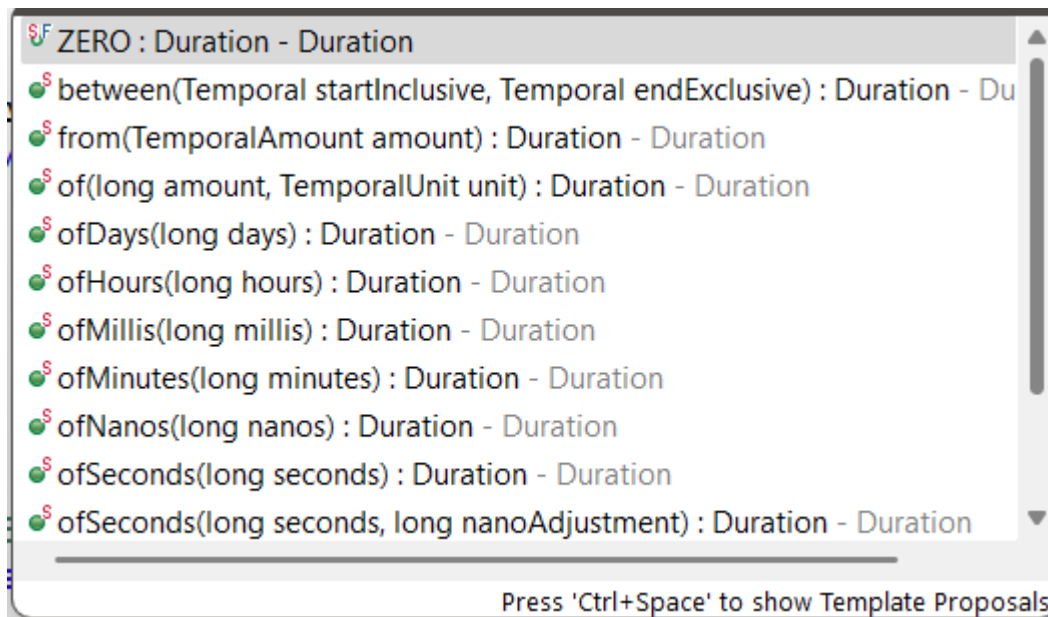 ZERO : Duration - Duration
between(Temporal startInclusive, Temporal endExclusive) : Duration - Du
from(TemporalAmount amount) : Duration - Duration
of(long amount, TemporalUnit unit) : Duration - Duration
ofDays(long days) : Duration - Duration
ofHours(long hours) : Duration - Duration
ofMillis(long millis) : Duration - Duration
ofMinutes(long minutes) : Duration - Duration
ofNanos(long nanos) : Duration - Duration
ofSeconds(long seconds) : Duration - Duration
ofSeconds(long seconds, long nanoAdjustment) : Duration - Duration
Press 'Ctrl+Space' to show Template Proposals